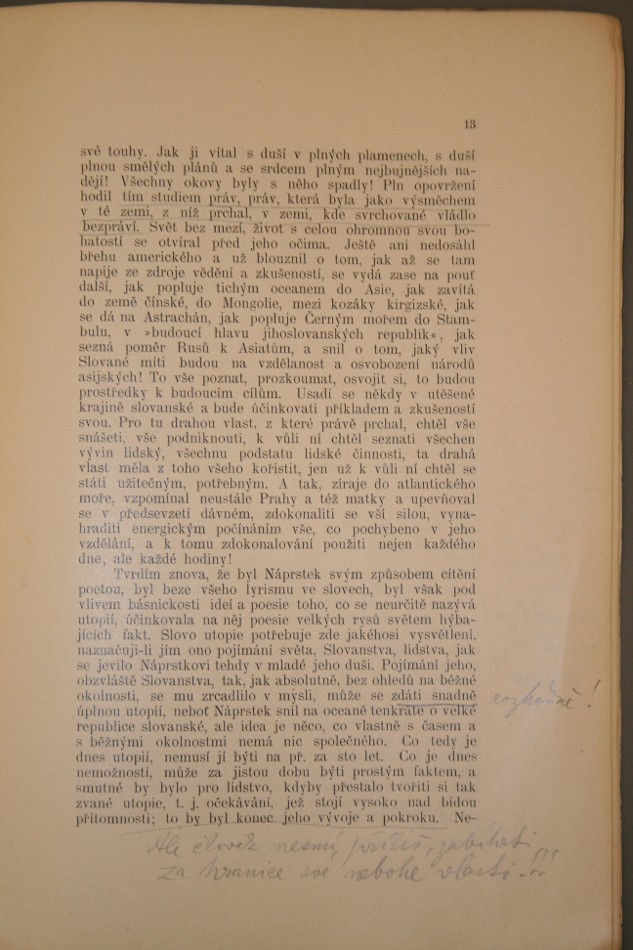 13
své touhy. Jak ji vítal s duší v plných plamenech, s duší
plnou smělých plánů a se srdcem plným nejbujnějších na-
dějí! Všechny okovy byly s něho spadly! Pln opovržení
hodil tím studiem práv, práv, která byla jako výsměchem
v té zemi, z níž prchal, v zemi, kde svrchované vládlo
bezpráví. Svět bez mezí, život s celou ohromnou svou bo-
hatostí se otvíral před jeho očima. Ještě ani nedosáhl
břehu amerického a už blouznil o tom, jak až se tam
napije ze zdroje vědění a zkušeností, se vydá zase na pouť
další, jak popluje tichým oceanem do Asie, jak zavítá
do země čínské, do Mongolie, mezi kozáky kirgizské, jak
se dá na Astrachán, jak popluje Černým mořem do Stam-
bulu, v »budoucí hlavu jihoslovanských republik«, jak
sezná poměr Rusů k Asiatům, a snil o tom, jaký vliv
Slované míti budou na vzdělanost a osvobození národů
asijských! To vše poznat, prozkoumat, osvojit si, to budou
prostředky k budoucím cílům. Usadí se někdy v utěšené
krajině slovanské a bude účinkovati příkladem a zkušeností
svou. Pro tu drahou vlast, z které právě prchal, chtěl vše
snášeti, vše podniknouti, k vůli ní chtěl seznati všechen
vývin lidský, všechnu podstatu lidské činnosti, ta drahá
vlast měla z toho všeho kořistit, jen už k vůli ní chtěl se
státi užitečným, potřebným. A tak, zíraje do atlantického
moře, vzpomínal neustále Prahy a též matky a upevňoval
se v předsevzetí dávném, zdokonaliti se vší silou, vyna-
hraditi energickým počínáním vše, co pochybeno v jeho
vzdělání, a k tomu zdokonalování použiti nejen každého
dne, ale každé hodiny!
Tvrdím znova, že byl Náprstek svým způsobem cítění
poetou, byl beze všeho lyrismu ve slovech, byl však pod
vlivem básnickosti ideí a poesie toho, co se neurčitě nazývá
utopií, účinkovala na něj poesie velkých rysů světem hýba-
jících fakt. Slovo utopie potřebuje zde jakéhosi vysvětlení,
naznačuji-li jím ono pojímání světa, Slovanstva, lidstva, jak
se jevilo Náprstkovi tehdy v mladé jeho duši. Pojímání jeho,
obzvláště Slovanstva, tak, jak absolutně, bez ohledů na běžné
okolnosti, se mu zrcadlilo v mysli, může se zdáti snadně
úplnou utopií, neboť Náprstek snil na oceaně tenkráte o velké
rozhodně!
republice slovanské, ale idea je něco, co vlastně s časem a
s běžnými okolnostmi nemá nic společného. Co tedy je
dnes utopií, nemusí jí býti na př. za sto let. Co je dnes
nemožností, může za jistou dobu býti prostým faktem, a
smutné by bylo pro lidstvo, kdyby přestalo tvořiti si tak
zvané utopie, t. j. očekávání, jež stojí vysoko nad bídou
přítomnosti; to by byl konec jeho vývoje a pokroku. Ne-
Ale člověk nesmí příliš zabíhati
za hranice své nebohé vlasti...